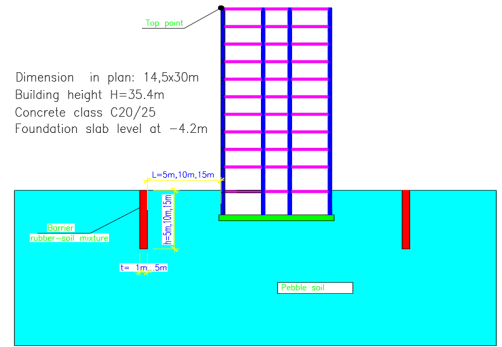 Top point
Dimension in plan: 14,5x30m
Building height H=35.4m
Concrete class C20/25
Foundation slab level at -4.2m
L=5m,10m,15m
h=5m,10m,15m
Barrier
rubber-soil mixture
t= 1m...5m
Pebble soil